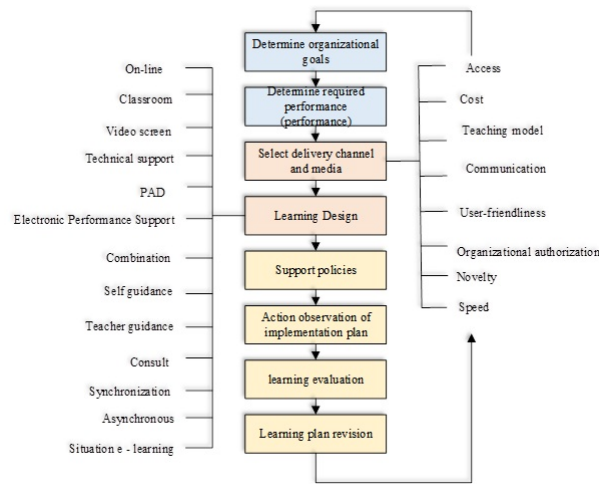 Determine organizational
goals
Determine required
performance
(performance)
Select delivery channel
and media
Learning Design
Support policies
Action observation of
implementation plan
learning evaluation
Learning plan revision
On-line
Classroom
Video screen
Technical support
PAD
Electronic Performance Support
Combination
Self guidance
Teacher guidance
Consult
Synchronization
Asynchronous
Situation e - learning
Access
Cost
Teaching model
Communication
User-friendliness
Organizational authorization
Novelty
Speed